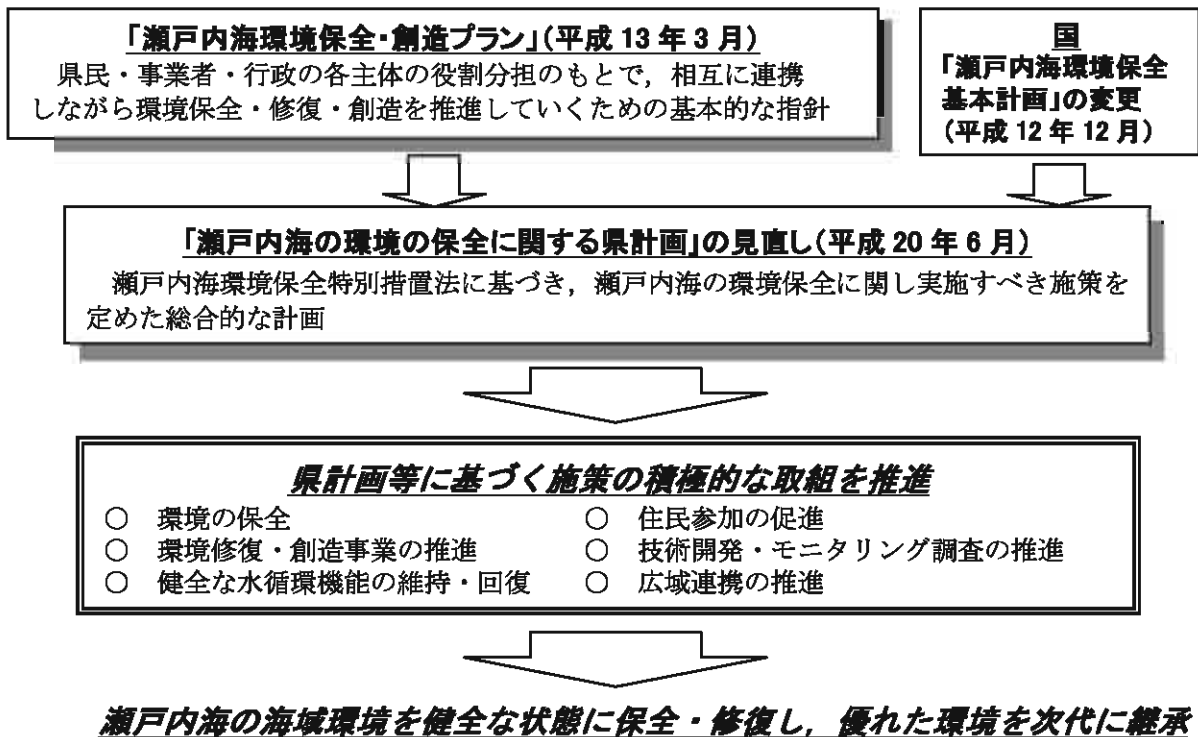 「瀬戸内海環境保全・創造プラン」(平成 13 年 3 月)
県民・事業者・行政の各主体の役割分担のもとで，相互に連携
しながら環境保全・修復・創造を推進していくための基本的な指針
国
「瀬戸内海環境保全
基本計画」の変更
(平成 12 年 12 月)
「瀬戸内海の環境の保全に関する県計画」の見直し(平成 20 年 6 月)
瀬戸内海環境保全特別措置法に基づき，瀬戸内海の環境保全に関し実施すべき施策を
定めた総合的な計画
県計画等に基づく施策の積極的な取組を推進
○ 環境の保全
○ 環境修復・創造事業の推進
○ 健全な水循環機能の維持・回復
○ 住民参加の促進
○ 技術開発・モニタリング調査の推進
○ 広域連携の推進
瀬戸内海の海域環境を健全な状態に保全・修復し，優れた環境を次代に継承